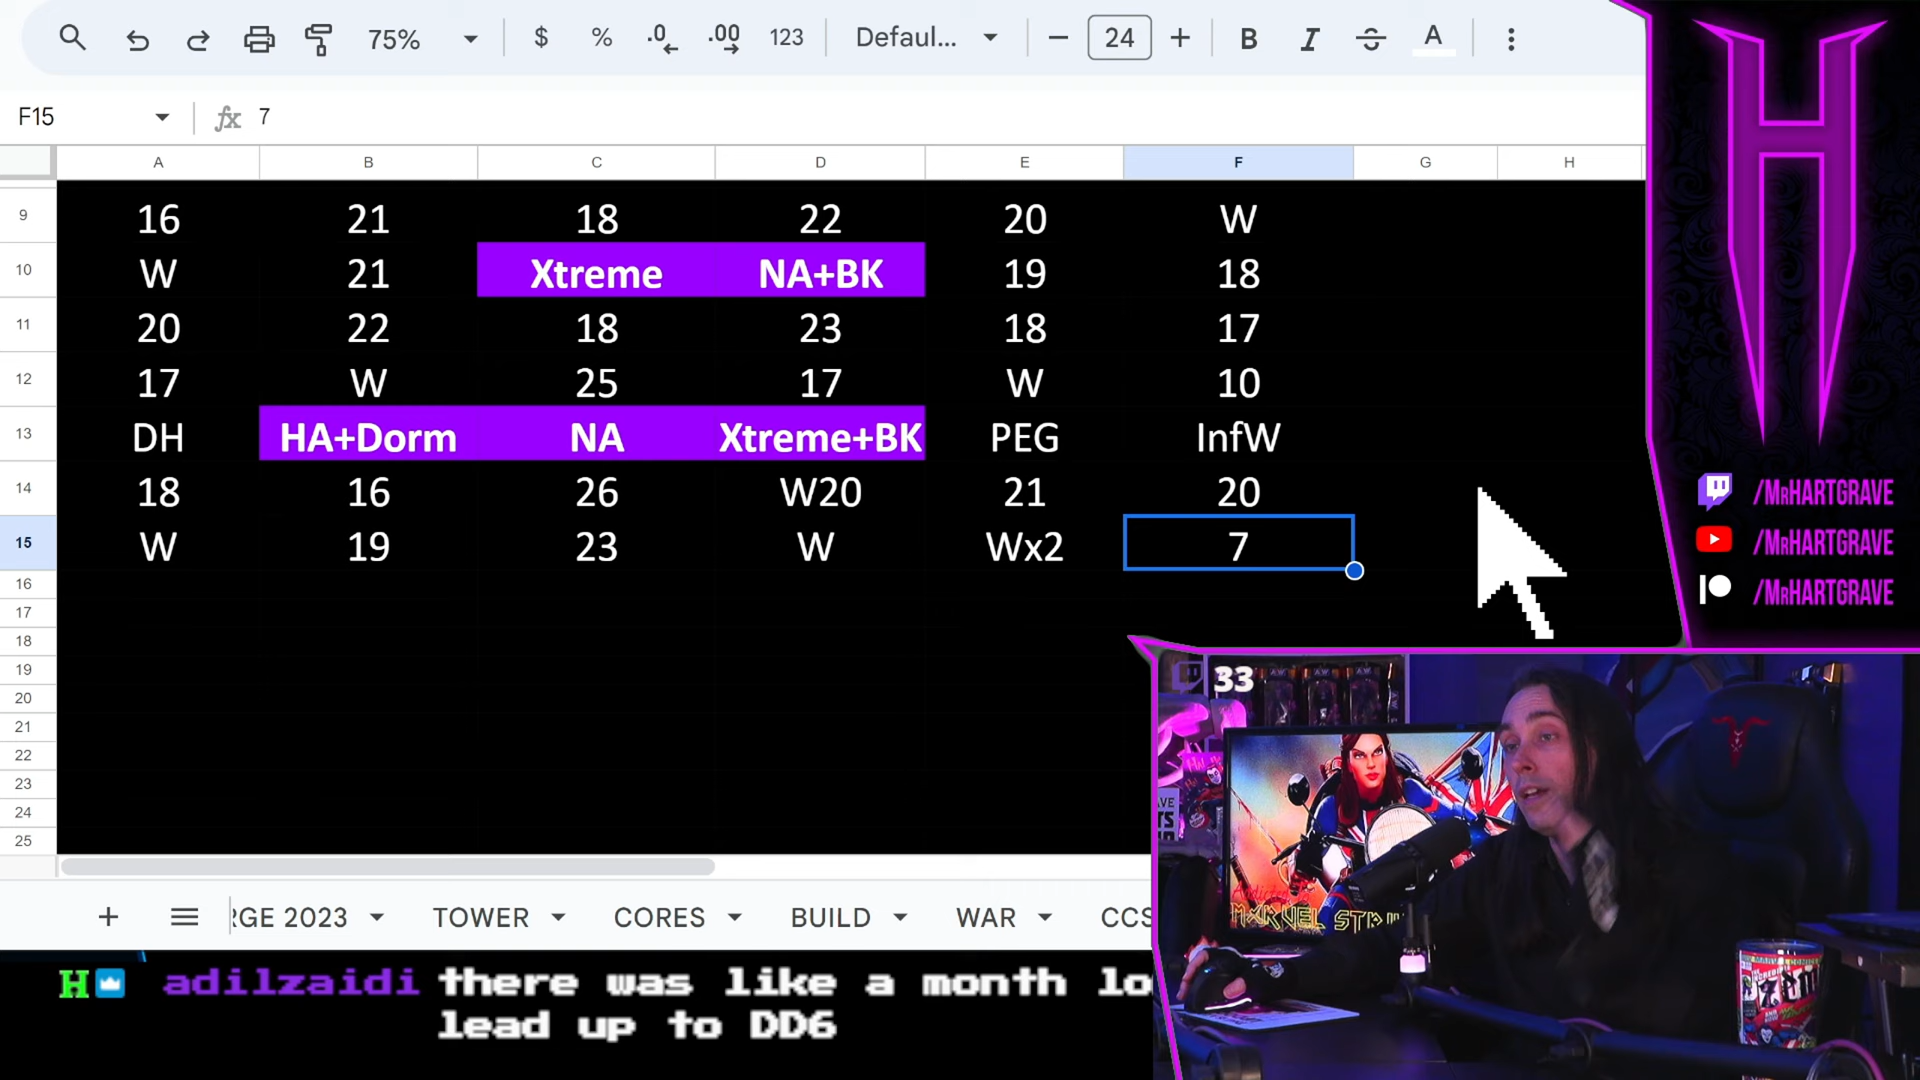 75%
$
%
.0
.00
123
Defaul...
24
B
I
A
F15
fx
7
A
B
C
D
E
F
G
H
9
16
21
18
22
20
W
10
W
21
Xtreme
NA+BK
19
18
11
20
22
18
23
18
17
12
17
W
25
17
W
10
13
DH
HA+Dorm
NA
Xtreme+BK
PEG
InfW
14
18
16
26
W20
21
20
15
W
19
23
W
Wx2
7
16
17
18
19
20
21
22
23
24
25
RGE 2023
TOWER
CORES
BUILD
WAR
CCS
H
adilzaidi there was like a month lo
lead up to DD6
/MRHARTGRAVE
/MRHARTGRAVE
/MRHARTGRAVE
33
MARVEL STRI